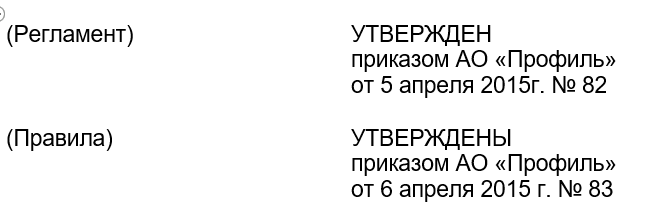 (Регламент) УТВЕРЖДЕН
приказом АО «Профиль»
от 5 апреля 2015г. № 82
(Правила) УТВЕРЖДЕНЫ
приказом АО «Профиль»
от 6 апреля 2015 г. № 83